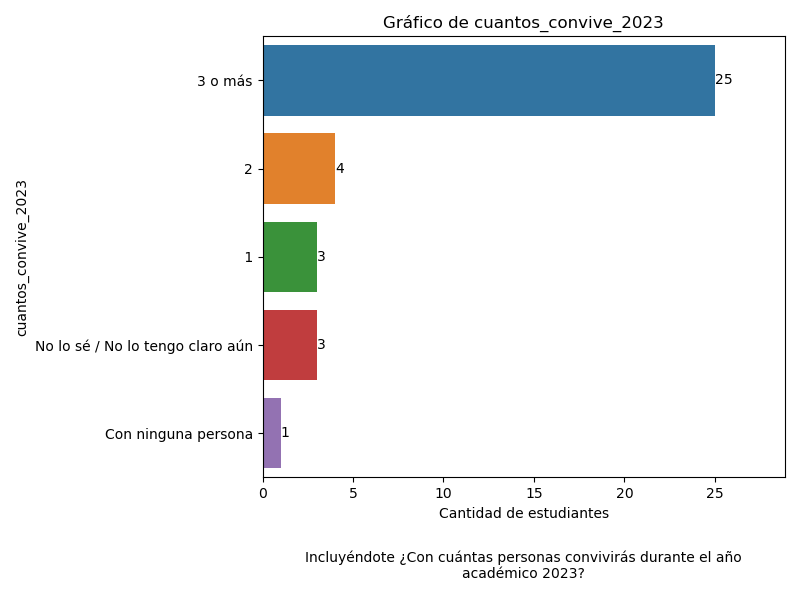 Gráfico de cuantos_convive_2023
cuantos_convive_2023
3 o más
25
2
4
1
3
No lo sé / No lo tengo claro aún
3
Con ninguna persona
1
0 5 10 15 20 25
Cantidad de estudiantes
Incluyéndote ¿Con cuántas personas convivirás durante el año
académico 2023?